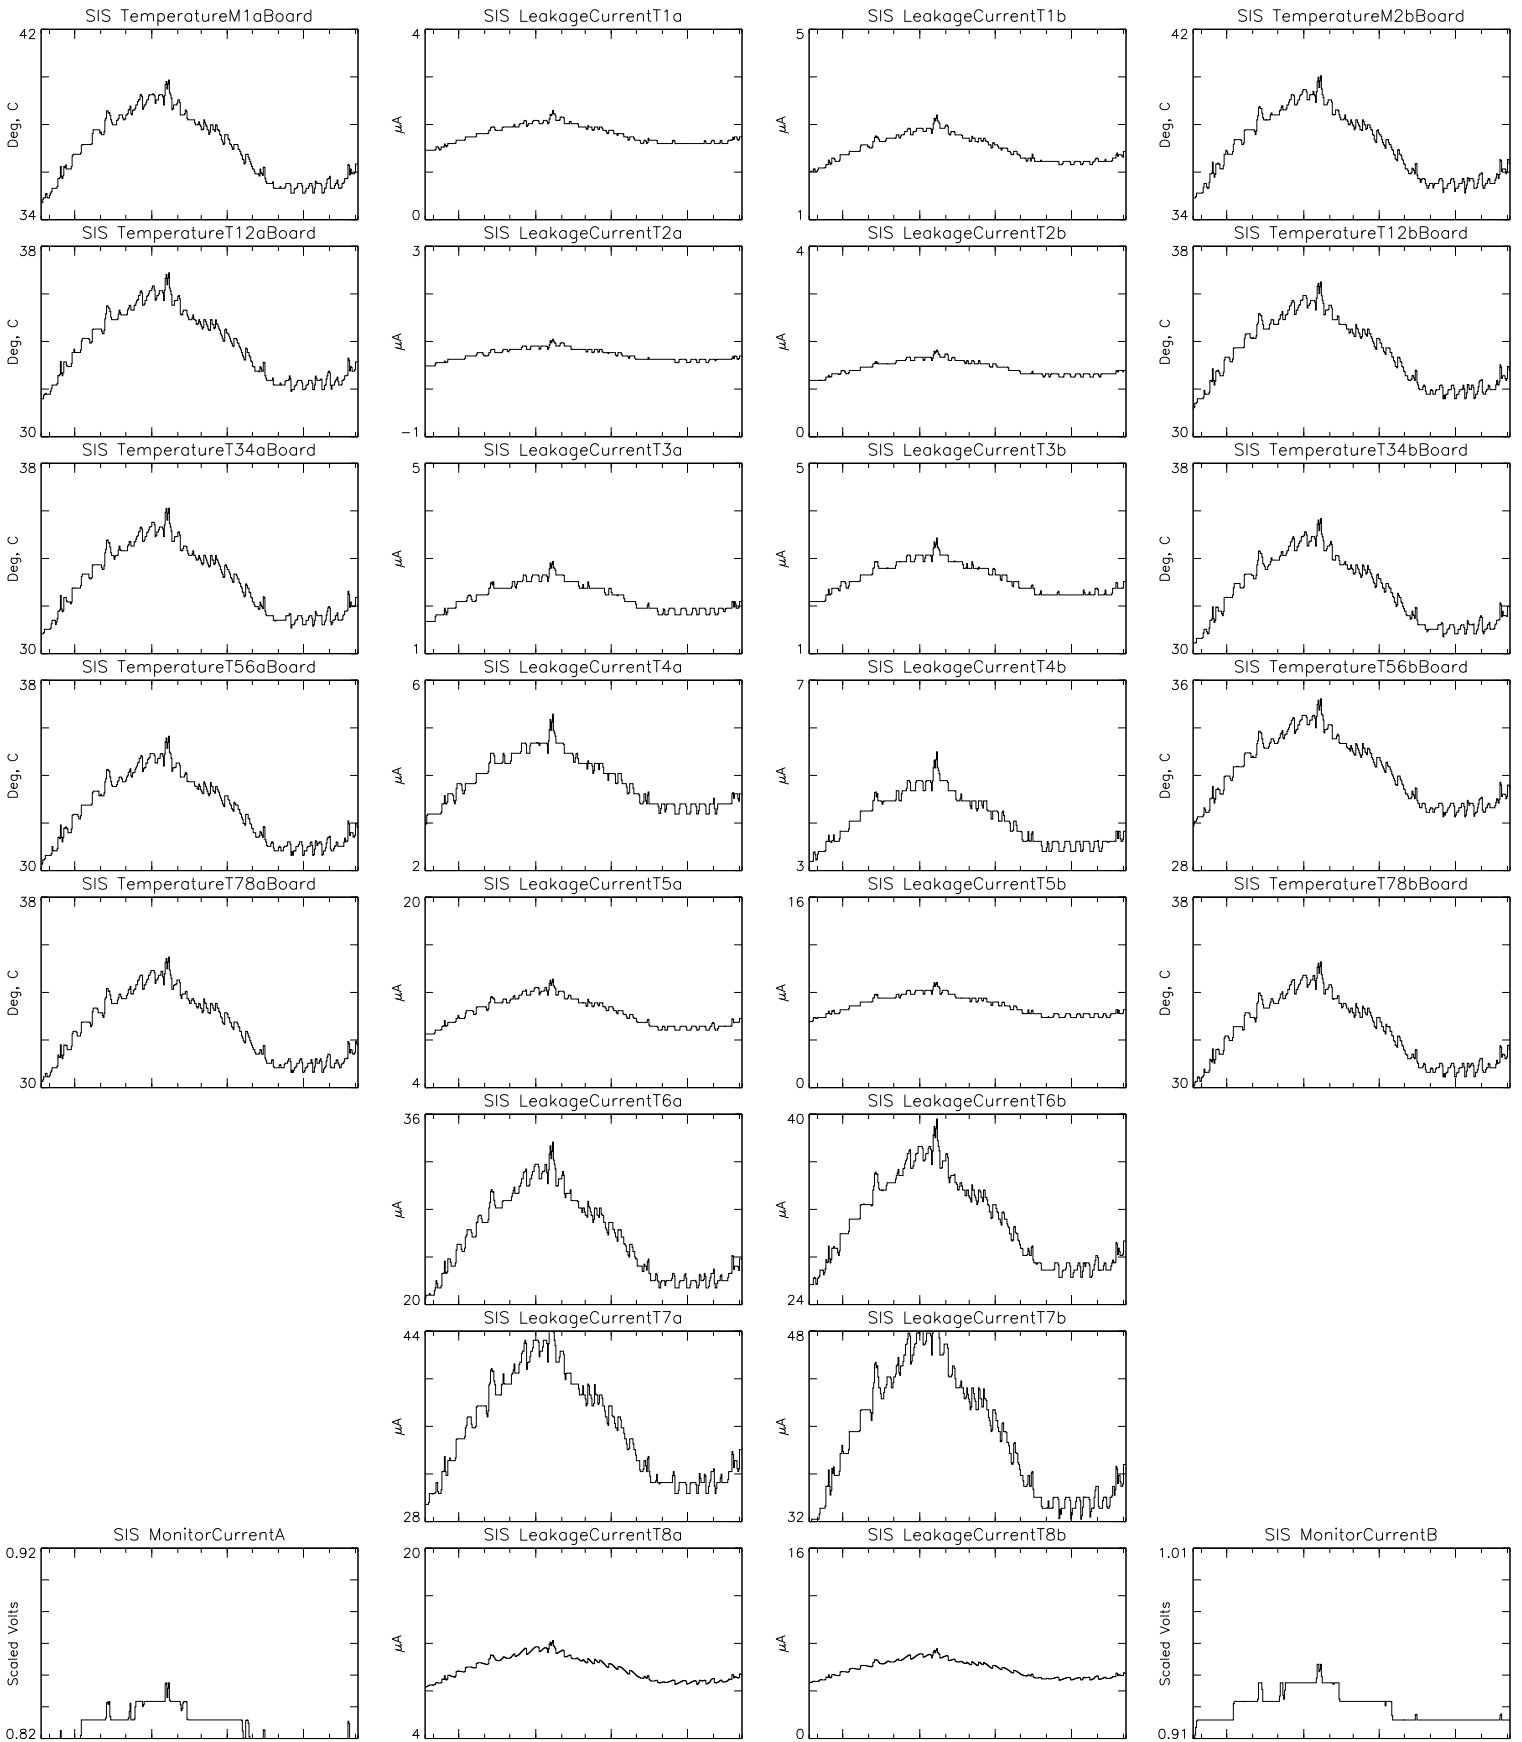 SIS TemperatureM1aBoard
SIS LeakageCurrentT1a
SIS LeakageCurrentT1b
SIS TemperatureM2bBoard
42
Deg, C
34
4
μA
0
5
μA
1
42
Deg, C
34
SIS TemperatureT12aBoard
SIS LeakageCurrentT2a
SIS LeakageCurrentT2b
SIS TemperatureT12bBoard
38
Deg, C
30
3
μA
−1
4
μA
0
38
Deg, C
30
SIS TemperatureT34aBoard
SIS LeakageCurrentT3a
SIS LeakageCurrentT3b
SIS TemperatureT34bBoard
38
Deg, C
30
5
μA
1
5
μA
1
38
Deg, C
30
SIS TemperatureT56aBoard
SIS LeakageCurrentT4a
SIS LeakageCurrentT4b
SIS TemperatureT56bBoard
38
Deg, C
30
6
μA
2
7
μA
3
36
Deg, C
28
SIS TemperatureT78aBoard
SIS LeakageCurrentT5a
SIS LeakageCurrentT5b
SIS TemperatureT78bBoard
38
Deg, C
30
20
μA
4
16
μA
0
38
Deg, C
30
SIS LeakageCurrentT6a
SIS LeakageCurrentT6b
36
μA
20
40
μA
24
SIS LeakageCurrentT7a
SIS LeakageCurrentT7b
44
μA
28
48
μA
32
SIS MonitorCurrentA
SIS LeakageCurrentT8a
SIS LeakageCurrentT8b
SIS MonitorCurrentB
0.92
Scaled Volts
0.82
20
μA
4
16
μA
0
1.01
Scaled Volts
0.91